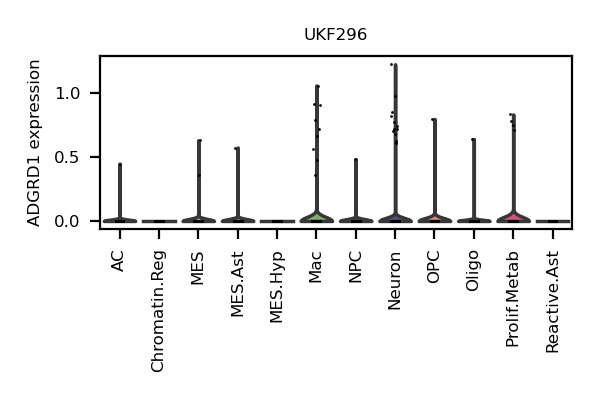 UKF296
ADGRD1 expression
1.0
0.5
0.0
AC
Chromatin.Reg
MES
MES.Ast
MES.Hyp
Mac
NPC
Neuron
OPC
Oligo
Prolif.Metab
Reactive.Ast